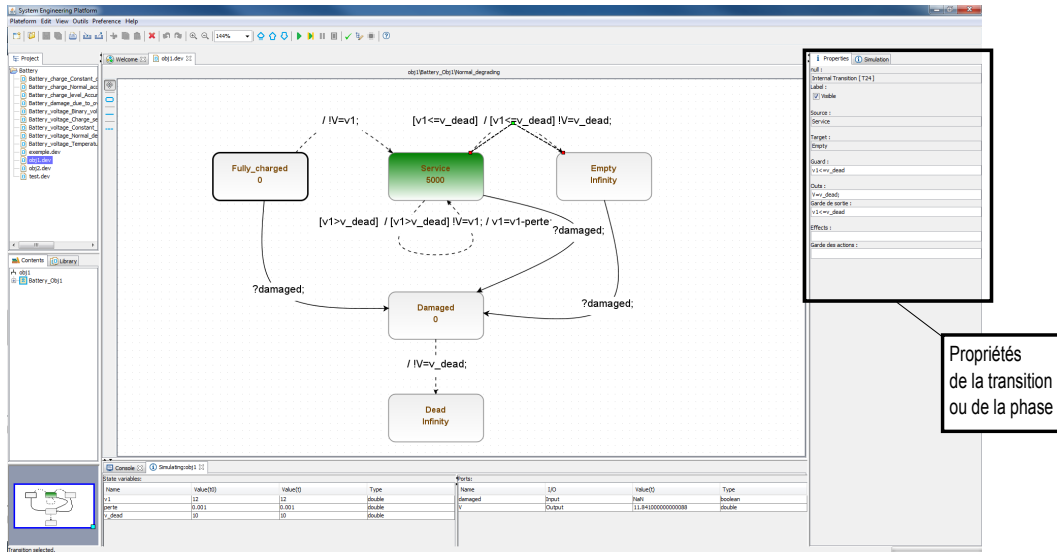 System Engineering Platform
Plateform Edit View Outils Preference Help
144%
Project
Battery
Battery_charge_Constant_c
Battery_charge_Normal_acc
Battery_charge_level_Accus
Battery_damage_due_to_ov
Battery_voltage_Binary_vol
Battery_voltage_Charge_se
Battery_voltage_Constant_
Battery_voltage_Normal_de
Battery_voltage_Temperatu
example.dev
obj1.dev
obj2.dev
test.dev
Contents Library
obj1
Battery_Obj1
Transition selected.
Welcome obj1.dev
obj1\Battery_Obj1\Normal_degrading
/ !V=v1;
[v1<=v_dead] / [v1<=v_dead] !V=v_dead;
Fully_charged
0
Service
5000
Empty
Infinity
[v1>v_dead] / [v1>v_dead] !V=v1; / v1=v1-perte
?damaged;
?damaged;
?damaged;
Damaged
0
/ !V=v_dead;
Dead
Infinity
Console Simulating:obj1
State variables:
Name Value(t0) Value(t) Type
v1 12 12 double
perte 0.001 0.001 double
v_dead 10 10 double
Ports:
Name I/O Value(t) Type
damaged Input NaN boolean
V Output 11.841000000000088 double
Properties Simulation
null :
Internal Transition [T24]
Label :
Visible
Source :
Service
Target :
Empty
Guard :
v1<=v_dead
Outs :
V=v_dead;
Garde de sortie :
v1<=v_dead
Effects :
Garde des actions :
Propriétés
de la transition
ou de la phase